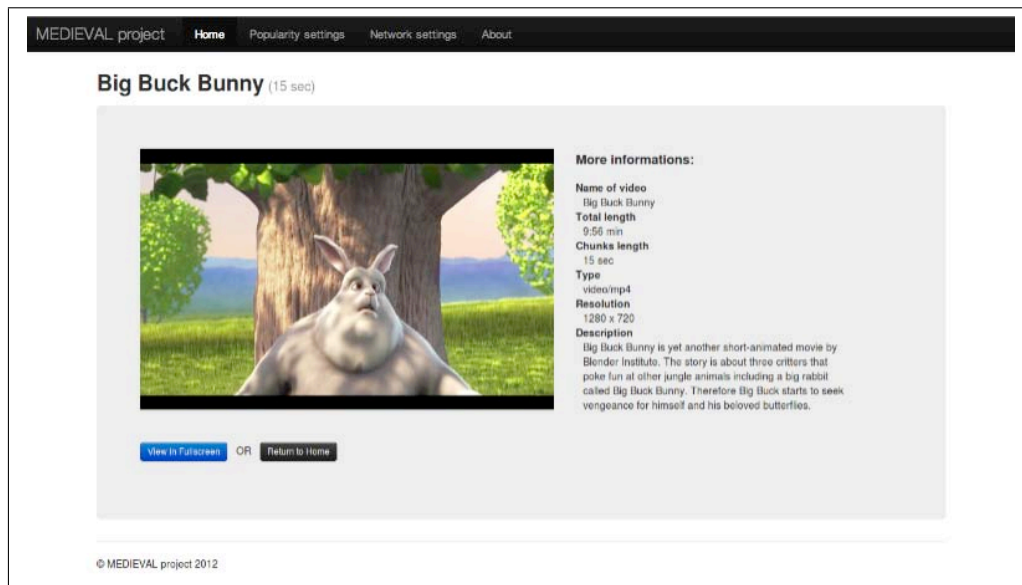 MEDIEVAL project Home Popularity settings Network settings About
Big Buck Bunny (15 sec)
More informations:
Name of video
Big Buck Bunny
Total length
9:56 min
Chunks length
15 sec
Type
video/mp4
Resolution
1280 x 720
Description
Big Buck Bunny is yet another short-animated movie by
Blender Institute. The story is about three critters that
poke fun at other jungle animals including a big rabbit
called Big Buck Bunny. Therefore Big Buck starts to seek
vengeance for himself and his beloved butterflies.
View in Fullscreen OR Return to Home
© MEDIEVAL project 2012